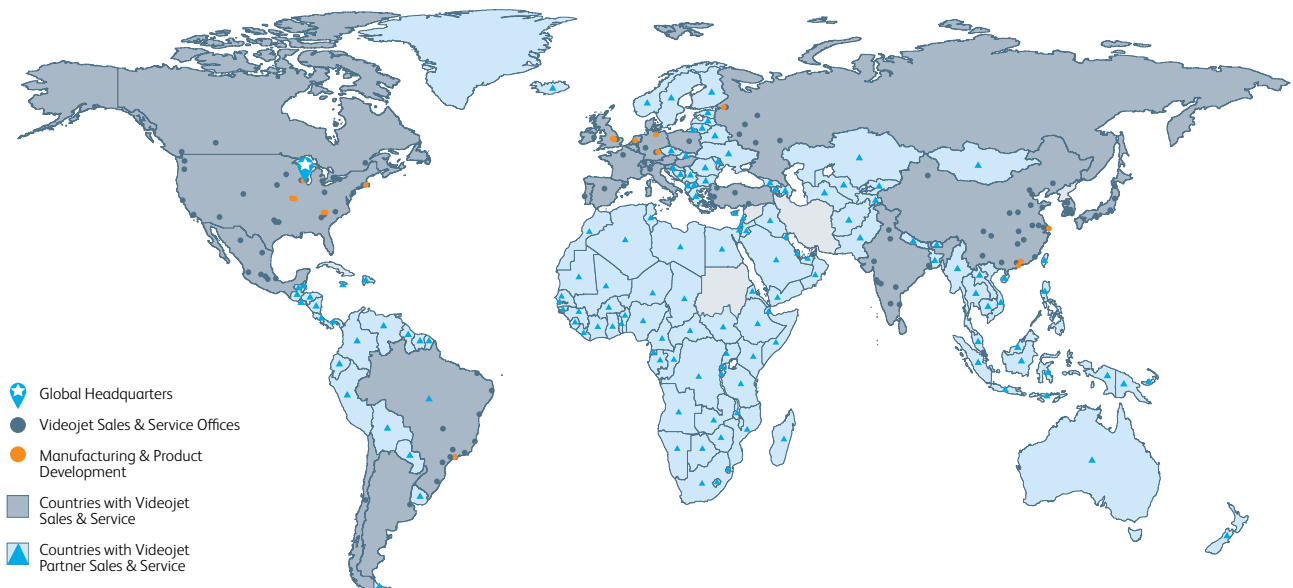 Global Headquarters
Videojet Sales & Service Offices
Manufacturing & Product
Development
Countries with Videojet
Sales & Service
Countries with Videojet
Partner Sales & Service